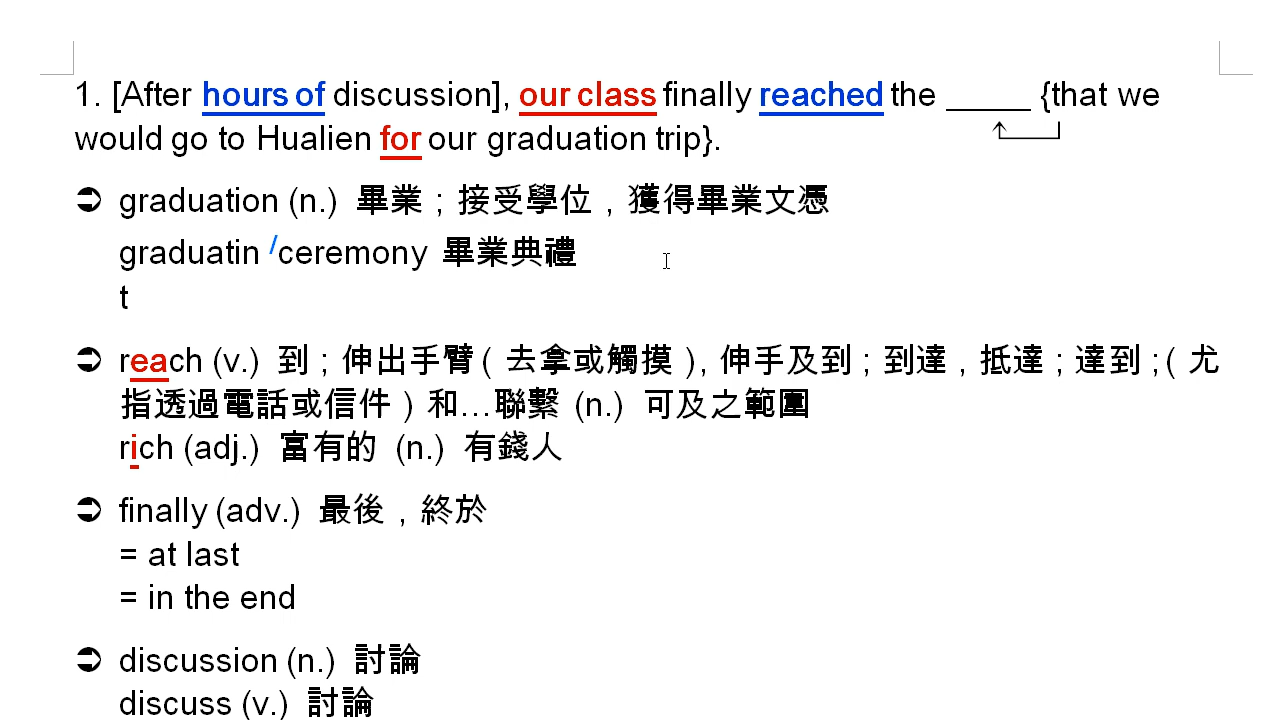 1. [After hours of discussion], our class finally reached the _____ {that we
would go to Hualien for our graduation trip}.
➲ graduation (n.) 畢業；接受學位，獲得畢業文憑
graduatin /ceremony 畢業典禮
t
➲ reach (v.) 到；伸出手臂（去拿或觸摸），伸手及到；到達，抵達；達到；（尤
指透過電話或信件）和…聯繫 (n.) 可及之範圍
rich (adj.) 富有的 (n.) 有錢人
➲ finally (adv.) 最後，終於
= at last
= in the end
➲ discussion (n.) 討論
discuss (v.) 討論